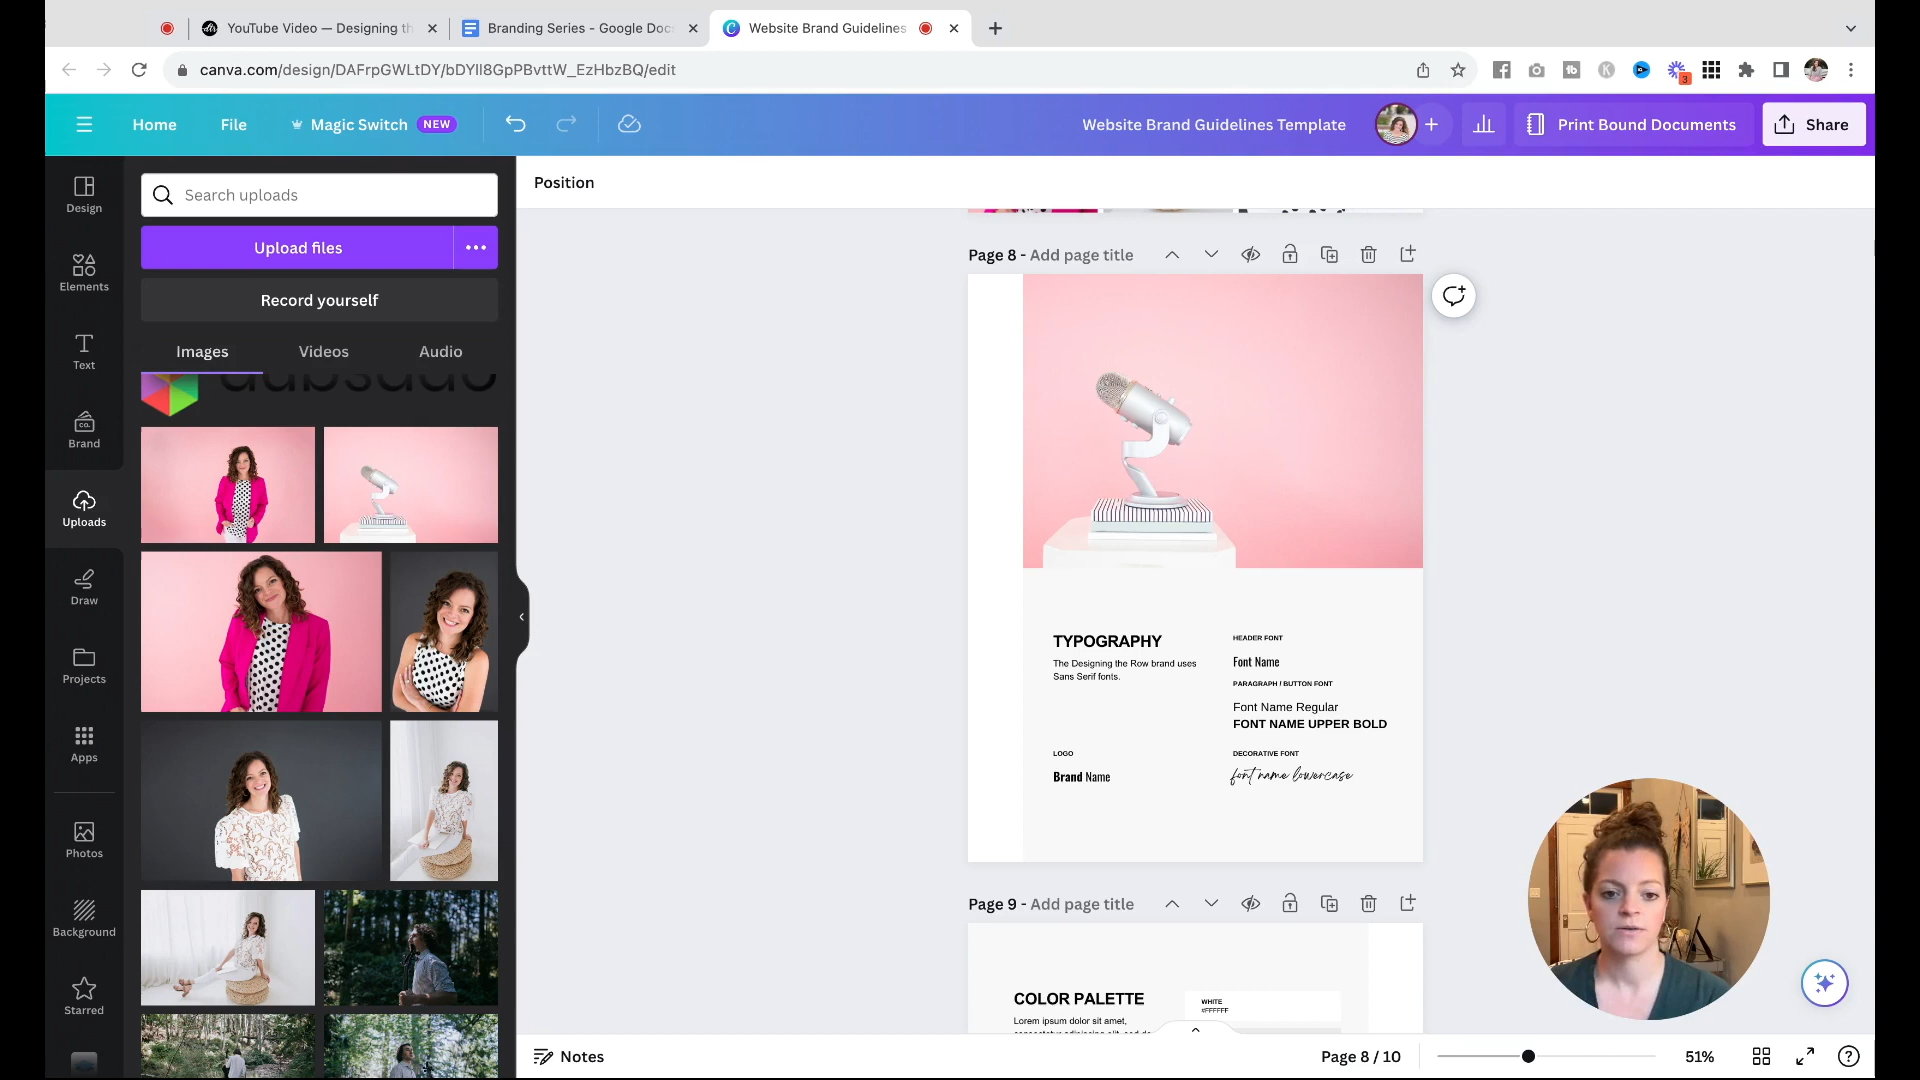 YouTube Video — Designing th
Branding Series - Google Doc
Website Brand Guidelines
canva.com/design/DAFrpGWLtDY/bDYlI8GpPBvttW_EzHbzBQ/edit
3
Home
File
Magic Switch
NEW
Website Brand Guidelines Template
Print Bound Documents
Share
Design
Elements
Text
Brand
Uploads
Draw
Projects
Apps
Photos
Background
Starred
Search uploads
Upload files
Record yourself
Images
Videos
Audio
dubsado
Position
Page 8 - Add page title
TYPOGRAPHY
The Designing the Row brand uses
Sans Serif fonts.
HEADER FONT
Font Name
PARAGRAPH / BUTTON FONT
Font Name Regular
FONT NAME UPPER BOLD
LOGO
Brand Name
DECORATIVE FONT
font name lowercase
Page 9 - Add page title
COLOR PALETTE
Lorem ipsum dolor sit amet,
WHITE
#FFFFFF
Notes
Page 8 / 10
51%